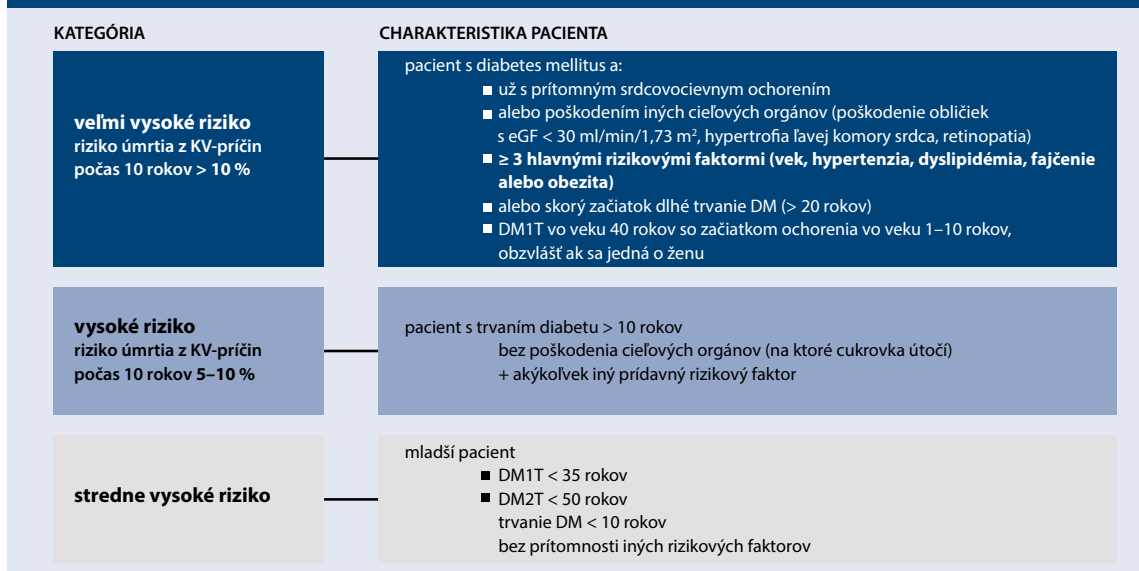 KATEGÓRIA
CHARAKTERISTIKA PACIENTA
veľmi vysoké riziko
riziko úmrtia z KV-príčin
počas 10 rokov > 10 %
pacient s diabetes mellitus a:
■ už s prítomným srdcovocievnym ochorením
■ alebo poškodením iných cieľových orgánov (poškodenie obličiek
s eGF < 30 ml/min/1,73 m², hypertrofia ľavej komory srdca, retinopatia)
■ ≥ 3 hlavnými rizikovými faktormi (vek, hypertenzia, dyslipidémia, fajčenie
alebo obezita)
■ alebo skorý začiatok dlhé trvanie DM (> 20 rokov)
■ DM1T vo veku 40 rokov so začiatkom ochorenia vo veku 1–10 rokov,
obzvlášť ak sa jedná o ženu
vysoké riziko
riziko úmrtia z KV-príčin
počas 10 rokov 5–10 %
pacient s trvaním diabetu > 10 rokov
bez poškodenia cieľových orgánov (na ktoré cukrovka útočí)
+ akýkoľvek iný prídavný rizikový faktor
stredne vysoké riziko
mladší pacient
■ DM1T < 35 rokov
■ DM2T < 50 rokov
trvanie DM < 10 rokov
bez prítomnosti iných rizikových faktorov